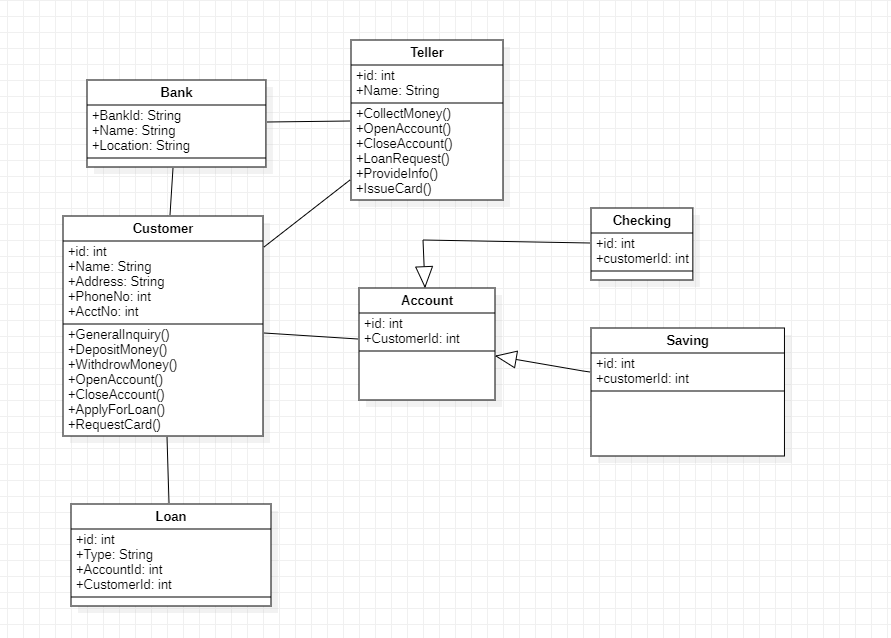 Teller
+id: int
+Name: String
+CollectMoney()
+OpenAccount()
+CloseAccount()
+LoanRequest()
+ProvideInfo()
+IssueCard()
Bank
+BankId: String
+Name: String
+Location: String
Customer
+id: int
+Name: String
+Address: String
+PhoneNo: int
+AcctNo: int
+GeneralInquiry()
+DepositMoney()
+WithdrowMoney()
+OpenAccount()
+CloseAccount()
+ApplyForLoan()
+RequestCard()
Checking
+id: int
+customerId: int
Account
+id: int
+CustomerId: int
Saving
+id: int
+customerId: int
Loan
+id: int
+Type: String
+AccountId: int
+CustomerId: int